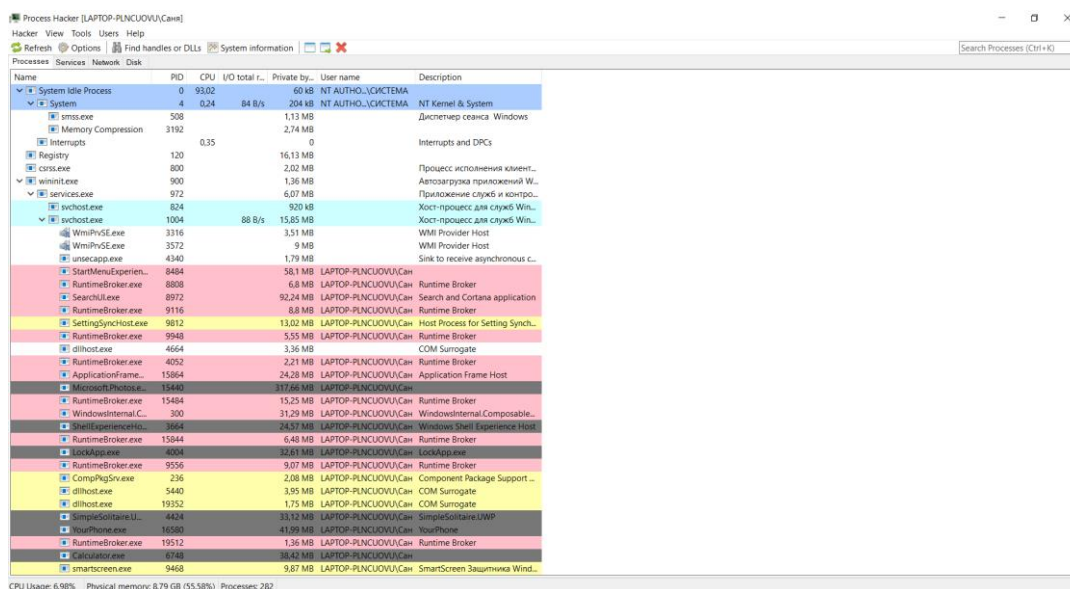 Process Hacker [LAPTOP-PLNCUOVU\Саня]
Hacker View Tools Users Help
Refresh Options Find handles or DLLs System information Search Processes (Ctrl+K)
Processes Services Network Disk
Name PID CPU I/O total r... Private by... User name Description
System Idle Process 0 93,02 60 kB NT AUTHO...\СИСТЕМА
System 4 0,24 84 B/s 204 kB NT AUTHO...\СИСТЕМА NT Kernel & System
smss.exe 508 1,13 MB Диспетчер сеанса Windows
Memory Compression 3192 2,74 MB
Interrupts 0,35 0 Interrupts and DPCs
Registry 120 16,13 MB
csrss.exe 800 2,02 MB Процесс исполнения клиент...
wininit.exe 900 1,36 MB Автозагрузка приложений W...
services.exe 972 6,07 MB Приложение служб и контро...
svchost.exe 824 920 kB Хост-процесс для служб Win...
svchost.exe 1004 88 B/s 15,85 MB Хост-процесс для служб Win...
WmiPrvSE.exe 3316 3,51 MB WMI Provider Host
WmiPrvSE.exe 3572 9 MB WMI Provider Host
unsecapp.exe 4340 1,79 MB Sink to receive asynchronous c...
StartMenuExperien... 8484 58,1 MB LAPTOP-PLNCUOVU\Сан
RuntimeBroker.exe 8808 6,8 MB LAPTOP-PLNCUOVU\Сан Runtime Broker
SearchUI.exe 8972 92,24 MB LAPTOP-PLNCUOVU\Сан Search and Cortana application
RuntimeBroker.exe 9116 8,8 MB LAPTOP-PLNCUOVU\Сан Runtime Broker
SettingSyncHost.exe 9812 13,02 MB LAPTOP-PLNCUOVU\Сан Host Process for Setting Synch...
RuntimeBroker.exe 9948 5,55 MB LAPTOP-PLNCUOVU\Сан Runtime Broker
dllhost.exe 4664 3,36 MB COM Surrogate
RuntimeBroker.exe 4052 2,21 MB LAPTOP-PLNCUOVU\Сан Runtime Broker
ApplicationFrame... 15864 24,28 MB LAPTOP-PLNCUOVU\Сан Application Frame Host
Microsoft.Photos.e... 15440 317,66 MB LAPTOP-PLNCUOVU\Сан
RuntimeBroker.exe 15484 15,25 MB LAPTOP-PLNCUOVU\Сан Runtime Broker
WindowsInternal.C... 300 31,29 MB LAPTOP-PLNCUOVU\Сан WindowsInternal.Composable...
ShellExperienceHo... 3664 24,57 MB LAPTOP-PLNCUOVU\Сан Windows Shell Experience Host
RuntimeBroker.exe 15844 6,48 MB LAPTOP-PLNCUOVU\Сан Runtime Broker
LockApp.exe 4004 32,61 MB LAPTOP-PLNCUOVU\Сан LockApp.exe
RuntimeBroker.exe 9556 9,07 MB LAPTOP-PLNCUOVU\Сан Runtime Broker
CompPkgSrv.exe 236 2,08 MB LAPTOP-PLNCUOVU\Сан Component Package Support ...
dllhost.exe 5440 3,95 MB LAPTOP-PLNCUOVU\Сан COM Surrogate
dllhost.exe 19352 1,75 MB LAPTOP-PLNCUOVU\Сан COM Surrogate
SimpleSolitaire.U... 4424 33,12 MB LAPTOP-PLNCUOVU\Сан SimpleSolitaire.UWP
YourPhone.exe 16580 41,99 MB LAPTOP-PLNCUOVU\Сан YourPhone
RuntimeBroker.exe 19512 1,36 MB LAPTOP-PLNCUOVU\Сан Runtime Broker
Calculator.exe 6748 38,42 MB LAPTOP-PLNCUOVU\Сан
smartscreen.exe 9468 9,87 MB LAPTOP-PLNCUOVU\Сан SmartScreen Защитника Wind...
CPU Usage: 6.98% Physical memory: 8.79 GB (55.58%) Processes: 282